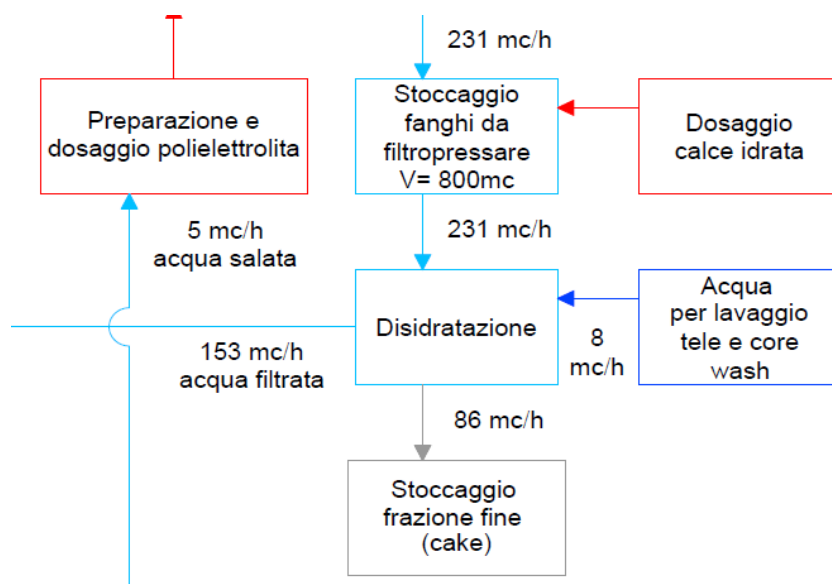 231 mc/h
Preparazione e
dosaggio polielettrolita
Stoccaggio
fanghi da
filtropressare
V= 800mc
Dosaggio
calce idrata
5 mc/h
acqua salata
231 mc/h
Disidratazione
Acqua
per lavaggio
tele e core
wash
8
mc/h
153 mc/h
acqua filtrata
86 mc/h
Stoccaggio
frazione fine
(cake)